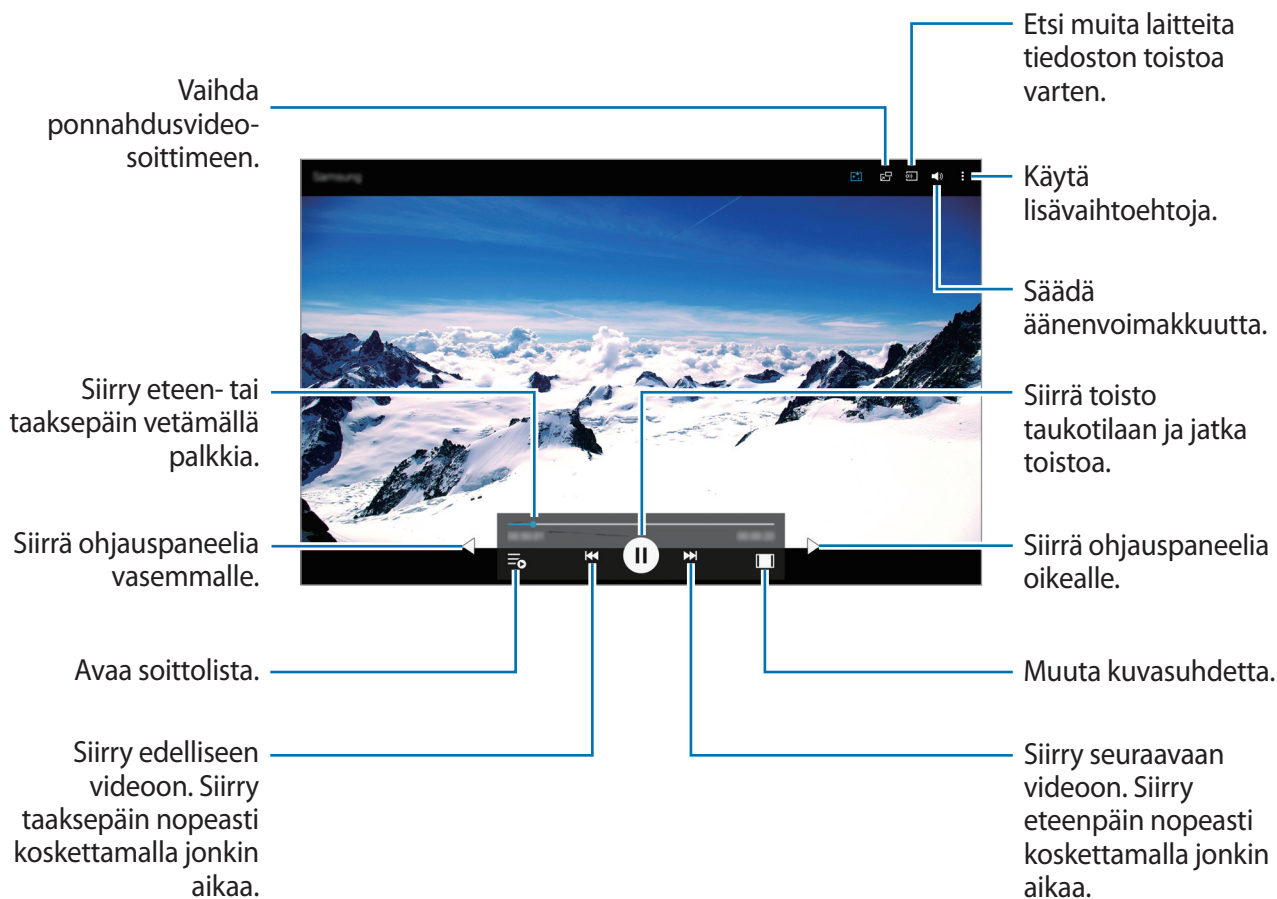 Etsi muita laitteita
tiedoston toistoa
varten.
Vaihda
ponnahdusvideo-
soittimeen.
Samsung
Käytä
lisävaihtoehtoja.
Säädä
äänenvoimakkuutta.
Siirry eteen- tai
taaksepäin vetämällä
palkkia.
Siirrä toisto
taukotilaan ja jatka
toistoa.
Siirrä ohjauspaneelia
vasemmalle.
Siirrä ohjauspaneelia
oikealle.
Avaa soittolista.
Muuta kuvasuhdetta.
Siirry edelliseen
videoon. Siirry
taaksepäin nopeasti
koskettamalla jonkin
aikaa.
Siirry seuraavaan
videoon. Siirry
eteenpäin nopeasti
koskettamalla jonkin
aikaa.